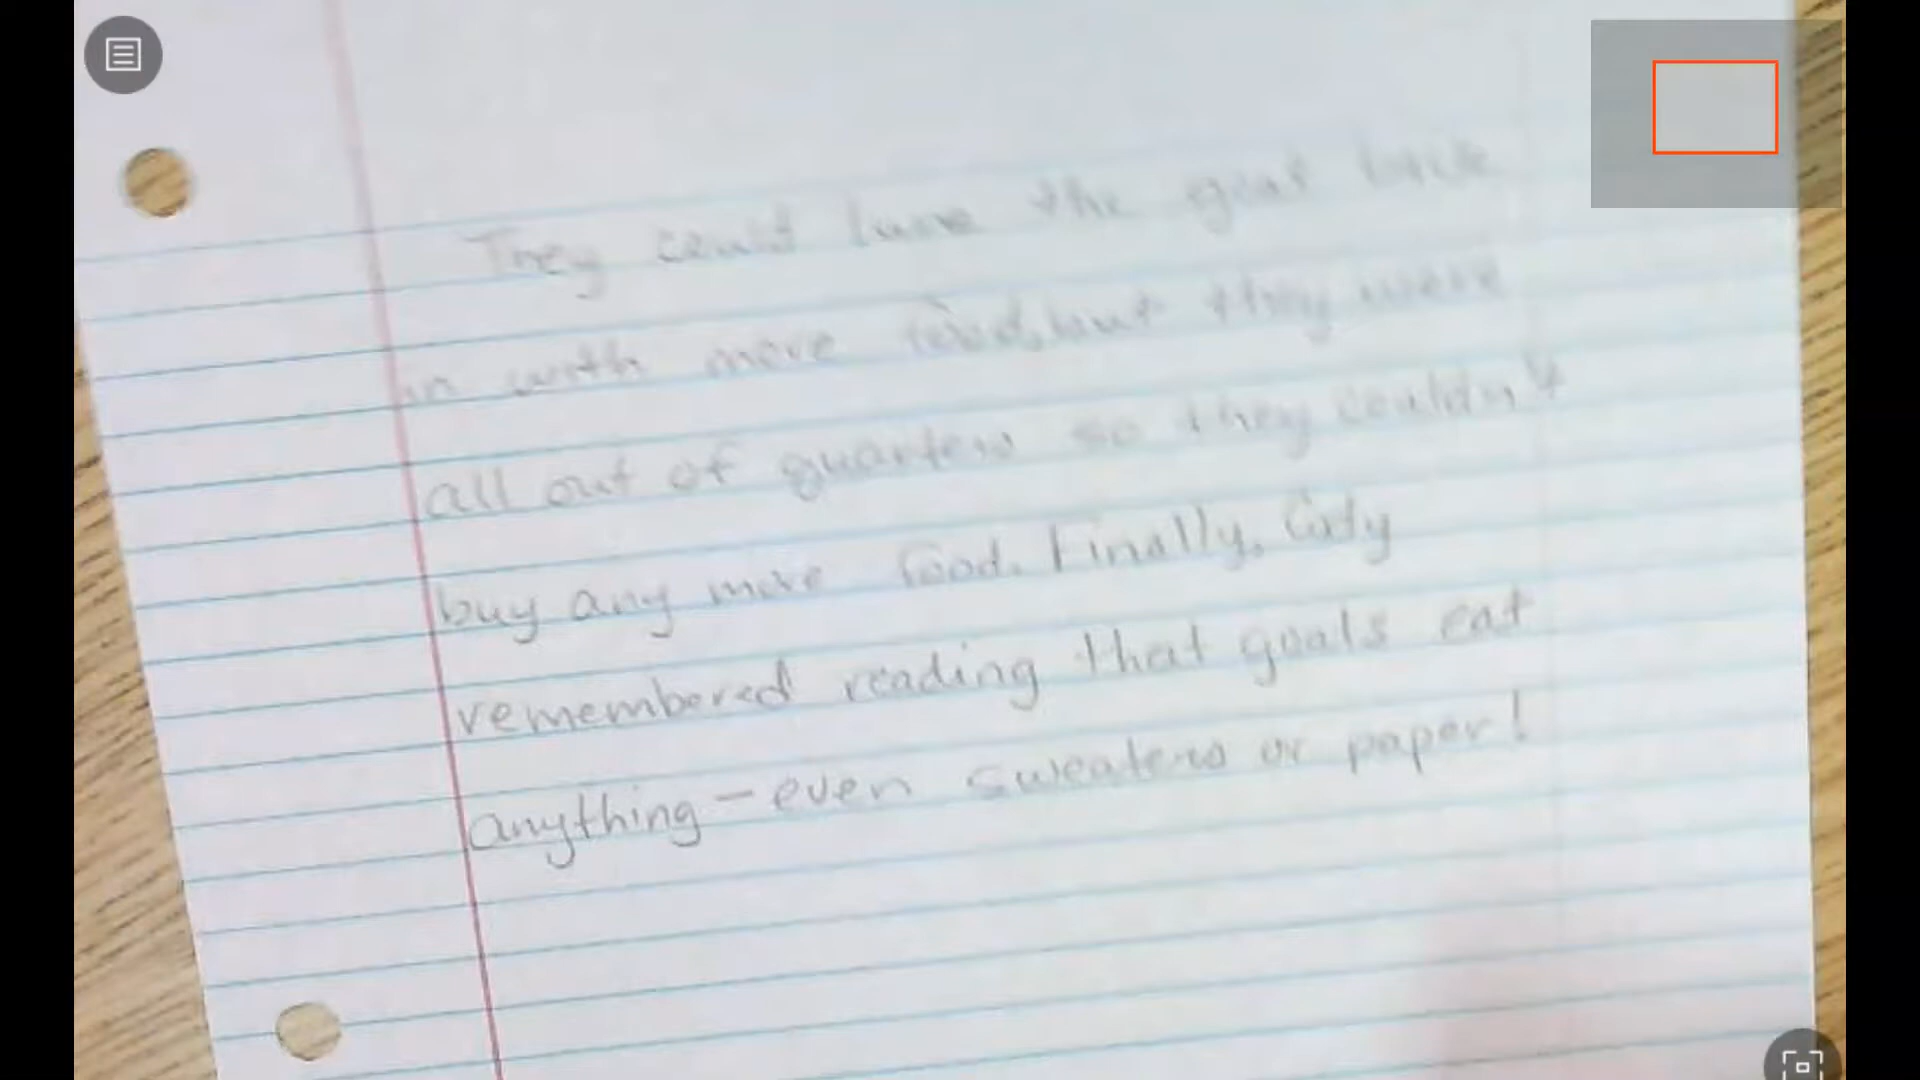 They could lure the goat back
in with more food, but they were
all out of quarters so they couldn't
buy any more food. Finally,
remembered reading that goats eat
anything — even sweaters or paper!